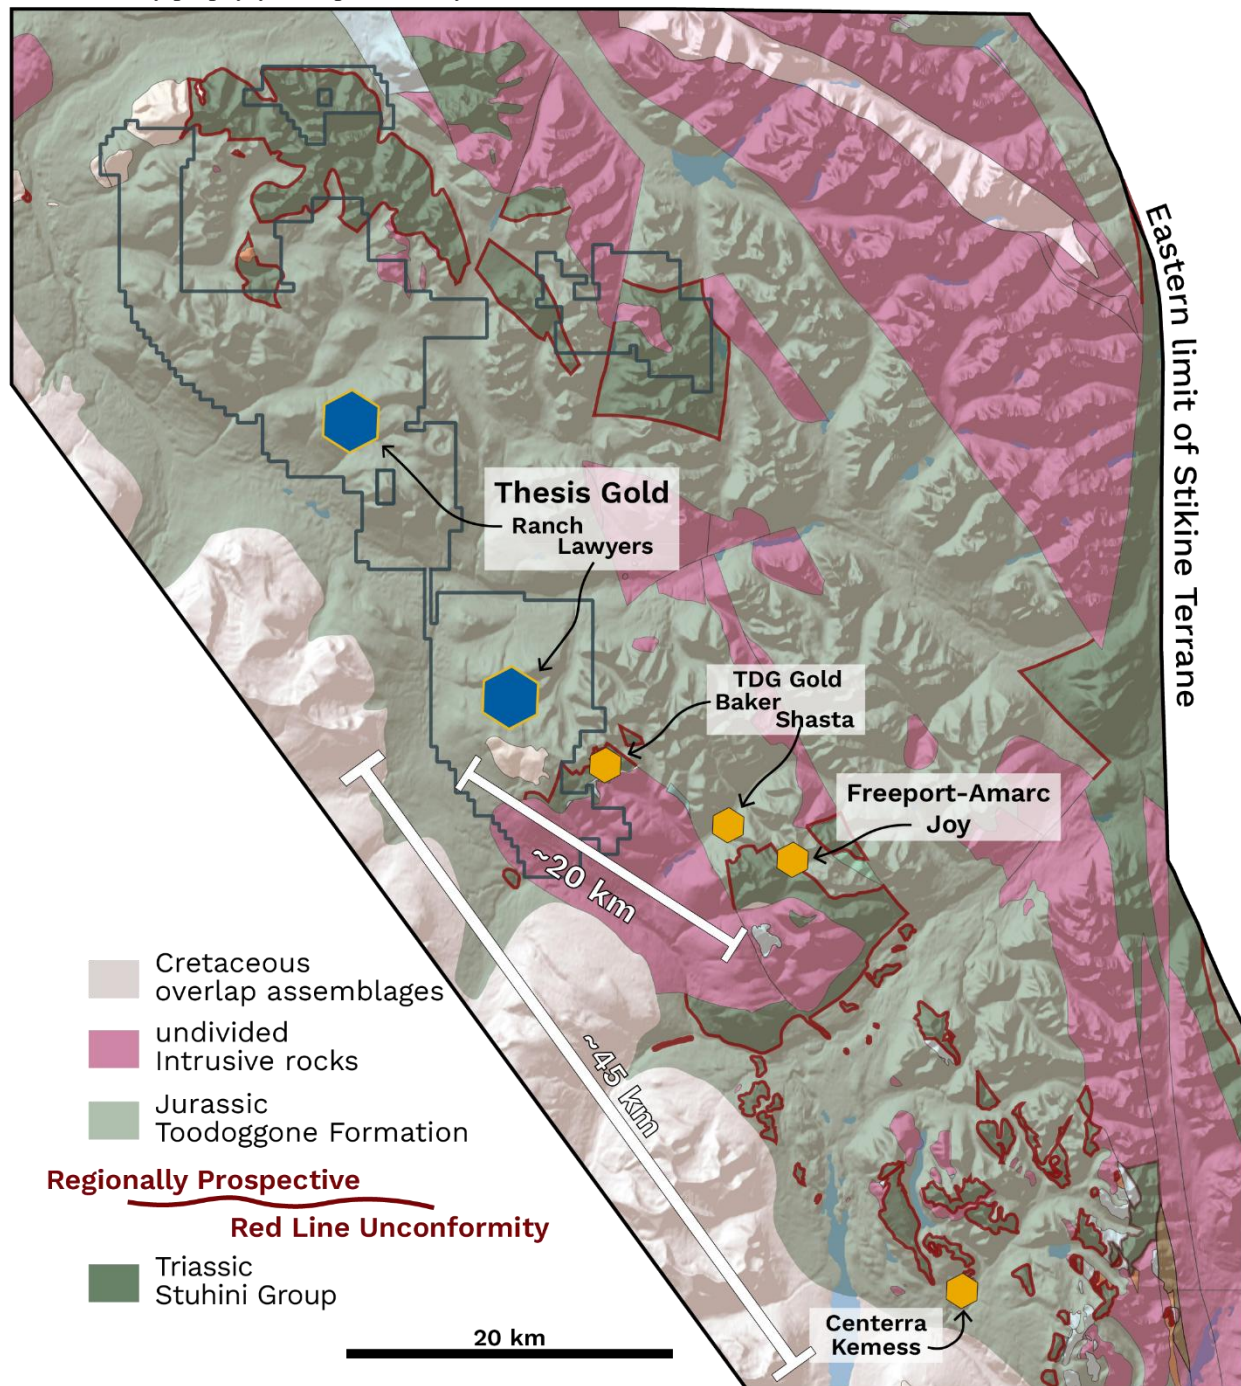 Eastern limit of Stikine Terrane
Thesis Gold
Ranch
Lawyers
TDG Gold
Baker
Shasta
Freeport-Amarc
Joy
~20 km
~45 km
Cretaceous
overlap assemblages
undivided
Intrusive rocks
Jurassic
Toodoggone Formation
Regionally Prospective
Red Line Unconformity
Triassic
Stuhini Group
20 km
Centerra
Kemess